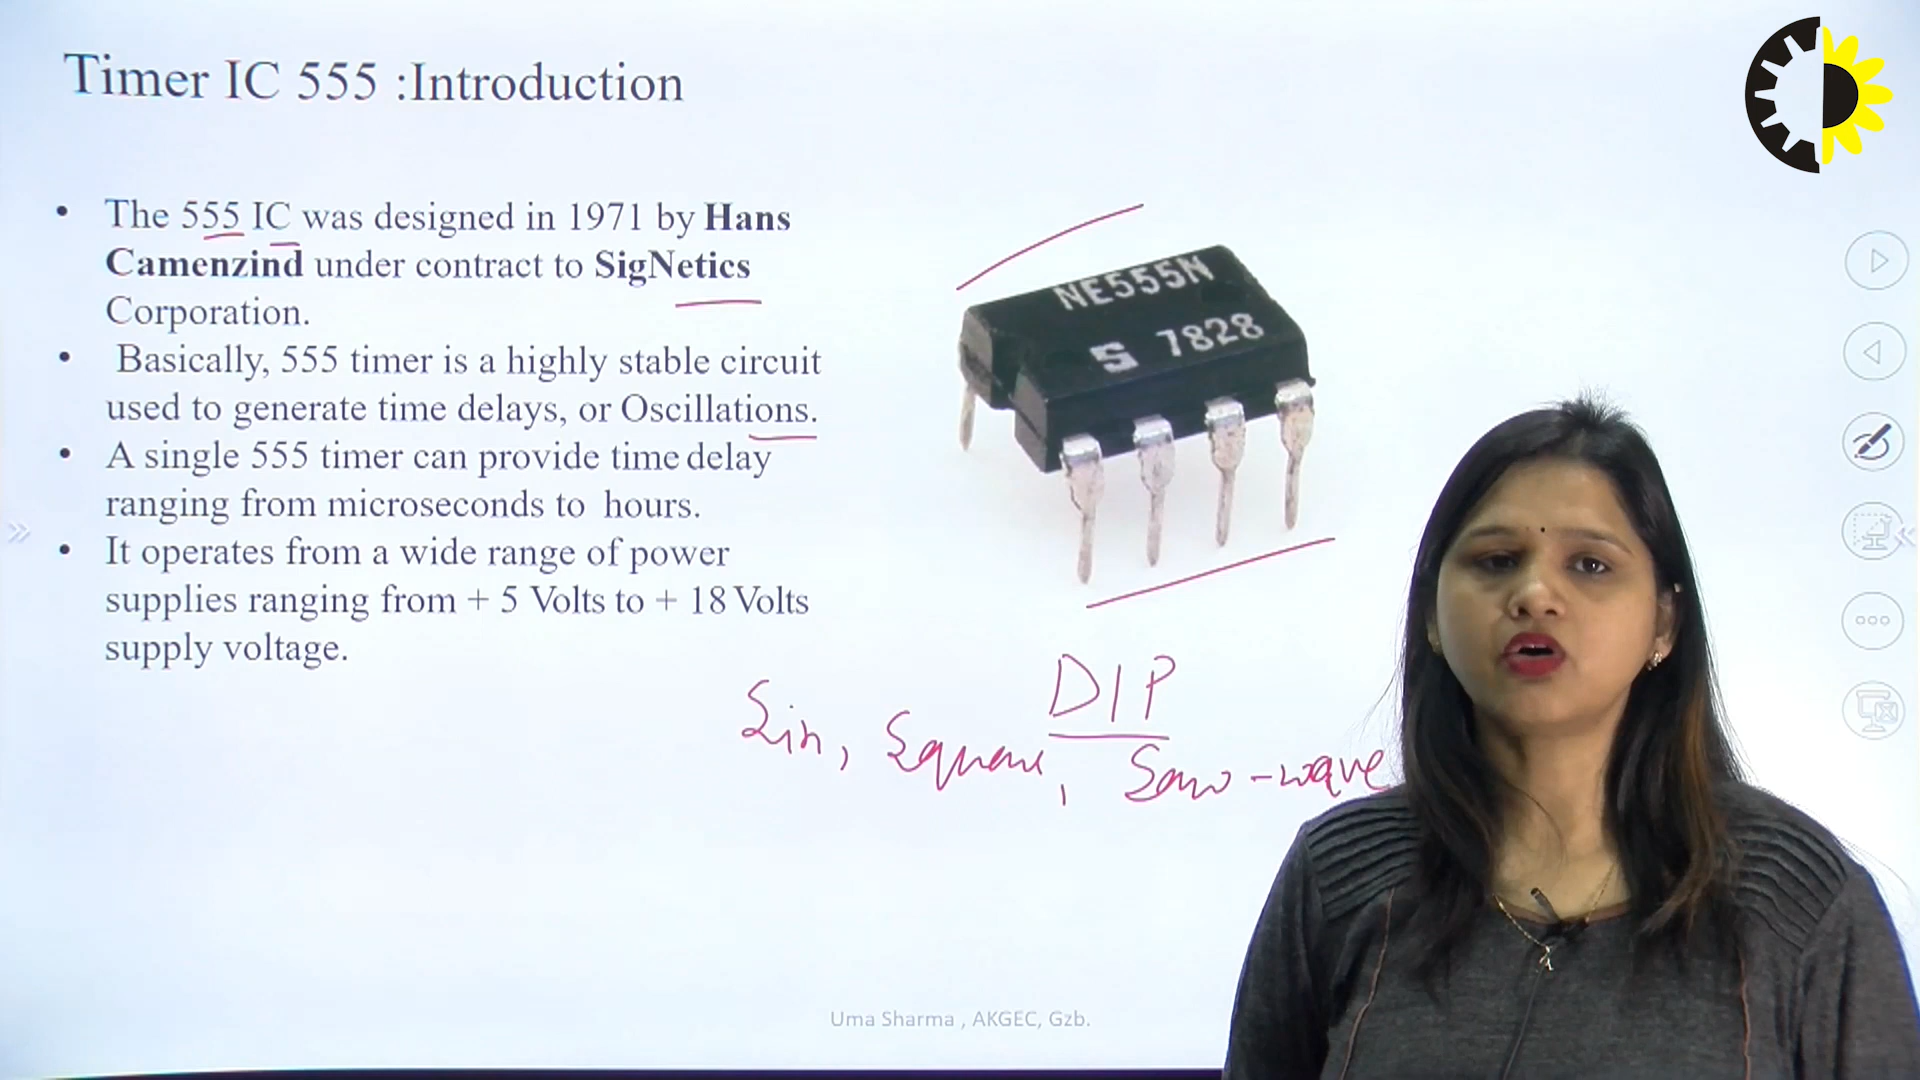 Timer IC 555 :Introduction
• The 555 IC was designed in 1971 by Hans
Camenzind under contract to SigNetics
Corporation.
• Basically, 555 timer is a highly stable circuit
used to generate time delays, or Oscillations.
• A single 555 timer can provide time delay
ranging from microseconds to hours.
• It operates from a wide range of power
supplies ranging from + 5 Volts to + 18 Volts
supply voltage.
NE555N
S 7828
DIP
Sin, Square, Saw-wave
Uma Sharma , AKGEC, Gzb.